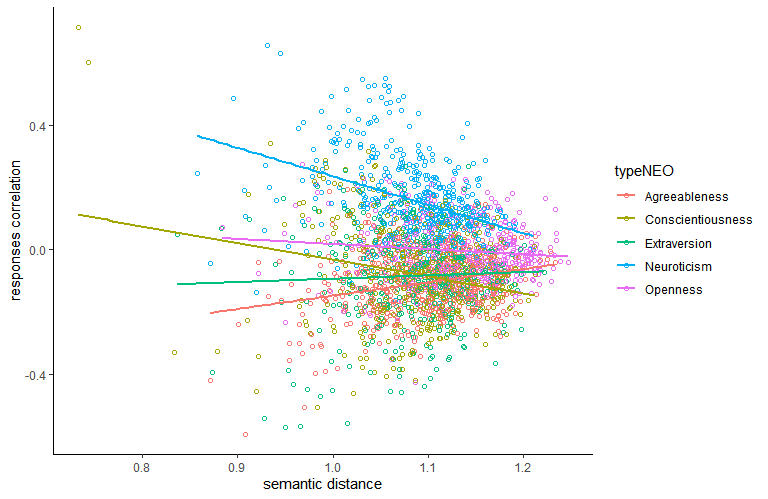 responses correlation
0.4
0.0
-0.4
0.8
0.9
1.0
1.1
1.2
semantic distance
typeNEO
Agreeableness
Conscientiousness
Extraversion
Neuroticism
Openness